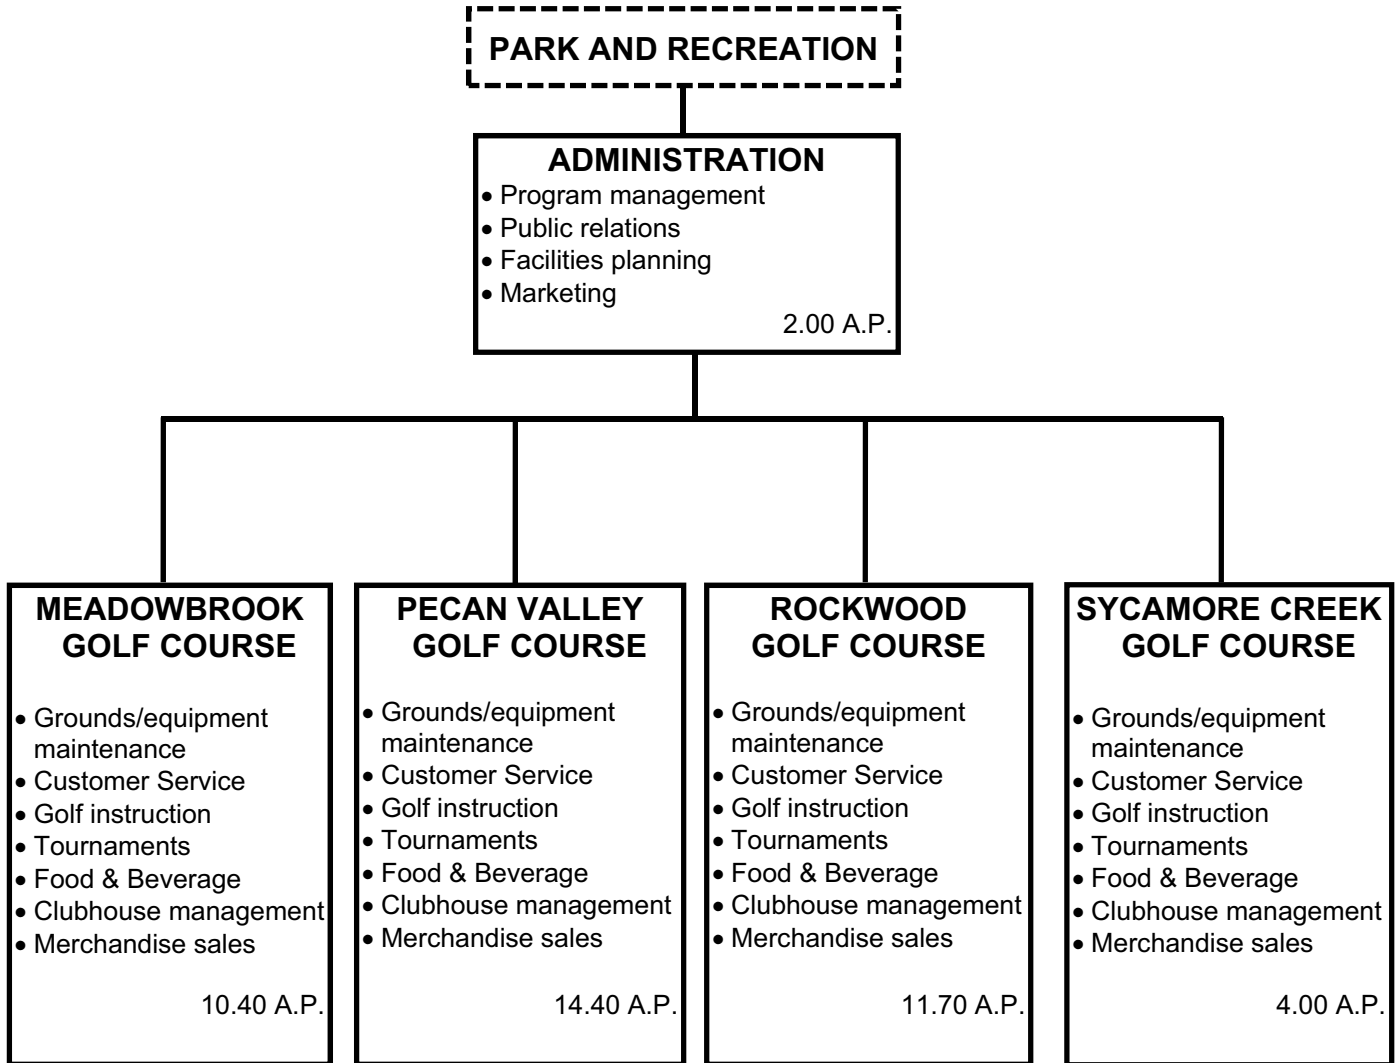 PARK AND RECREATION
ADMINISTRATION
• Program management
• Public relations
• Facilities planning
• Marketing
2.00 A.P.
MEADOWBROOK
GOLF COURSE
• Grounds/equipment
maintenance
• Customer Service
• Golf instruction
• Tournaments
• Food & Beverage
• Clubhouse management
• Merchandise sales
10.40 A.P.
PECAN VALLEY
GOLF COURSE
• Grounds/equipment
maintenance
• Customer Service
• Golf instruction
• Tournaments
• Food & Beverage
• Clubhouse management
• Merchandise sales
14.40 A.P.
ROCKWOOD
GOLF COURSE
• Grounds/equipment
maintenance
• Customer Service
• Golf instruction
• Tournaments
• Food & Beverage
• Clubhouse management
• Merchandise sales
11.70 A.P.
SYCAMORE CREEK
GOLF COURSE
• Grounds/equipment
maintenance
• Customer Service
• Golf instruction
• Tournaments
• Food & Beverage
• Clubhouse management
• Merchandise sales
4.00 A.P.